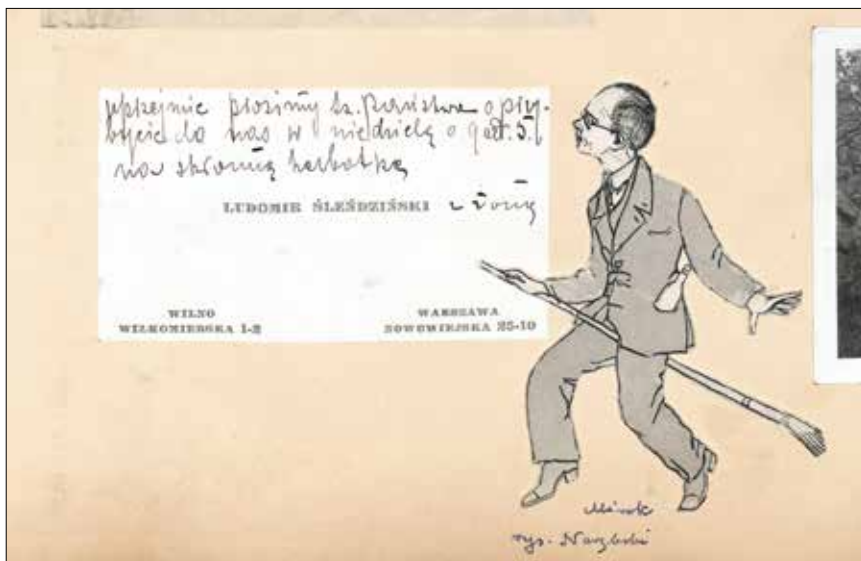 uprzejmie prosimy Sz. Państwa o przy-
bycie do nas w niedzielę o godz. 5.
na skromną herbatkę
LUDOMIR ŚLEŃDZIŃSKI z żoną
WILNO
WIŁKOMIERSKA 1-2
WARSZAWA
NOWOWIEJSKA 25-10
rys.